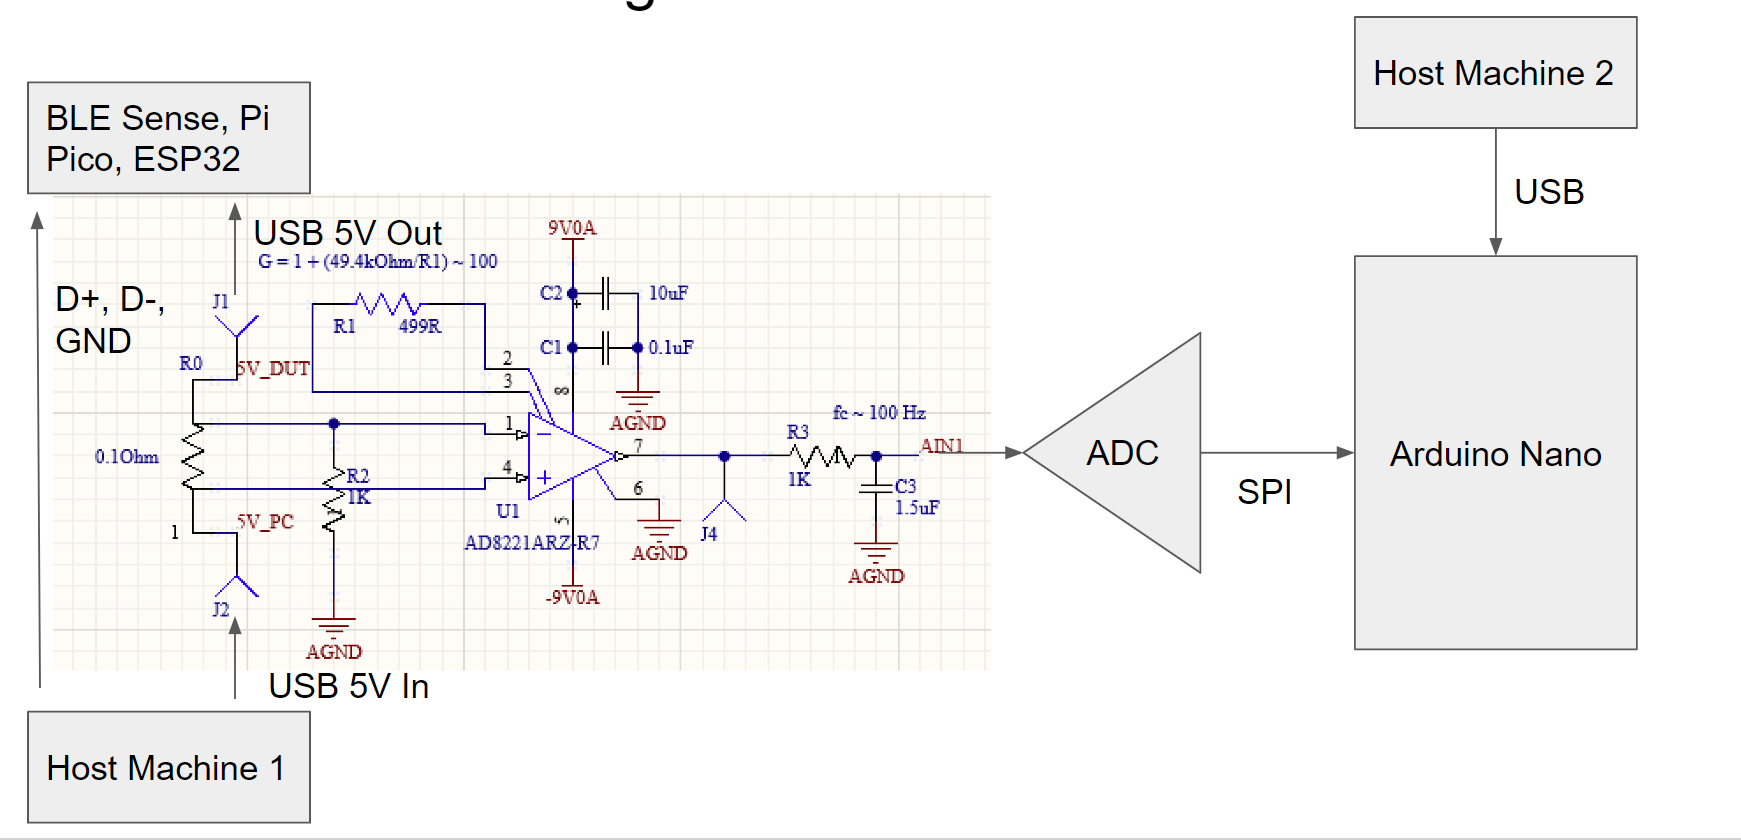 Host Machine 2
BLE Sense, Pi
Pico, ESP32
USB
USB 5V Out
9V0A
G = 1 + (49.4kOhm/R1) ~ 100
D+, D-,
GND
J1
C2
10uF
R1
499R
C1
0.1uF
R0
5V_DUT
2
3
8
AGND
fc ~ 100 Hz
1
R3
7
AIN1
0.1Ohm
4
ADC
Arduino Nano
R2
1K
1K
6
C3
1.5uF
SPI
U1
5
1
5V_PC
J4
AD8221ARZ-R7
AGND
AGND
-9V0A
J2
AGND
USB 5V In
Host Machine 1